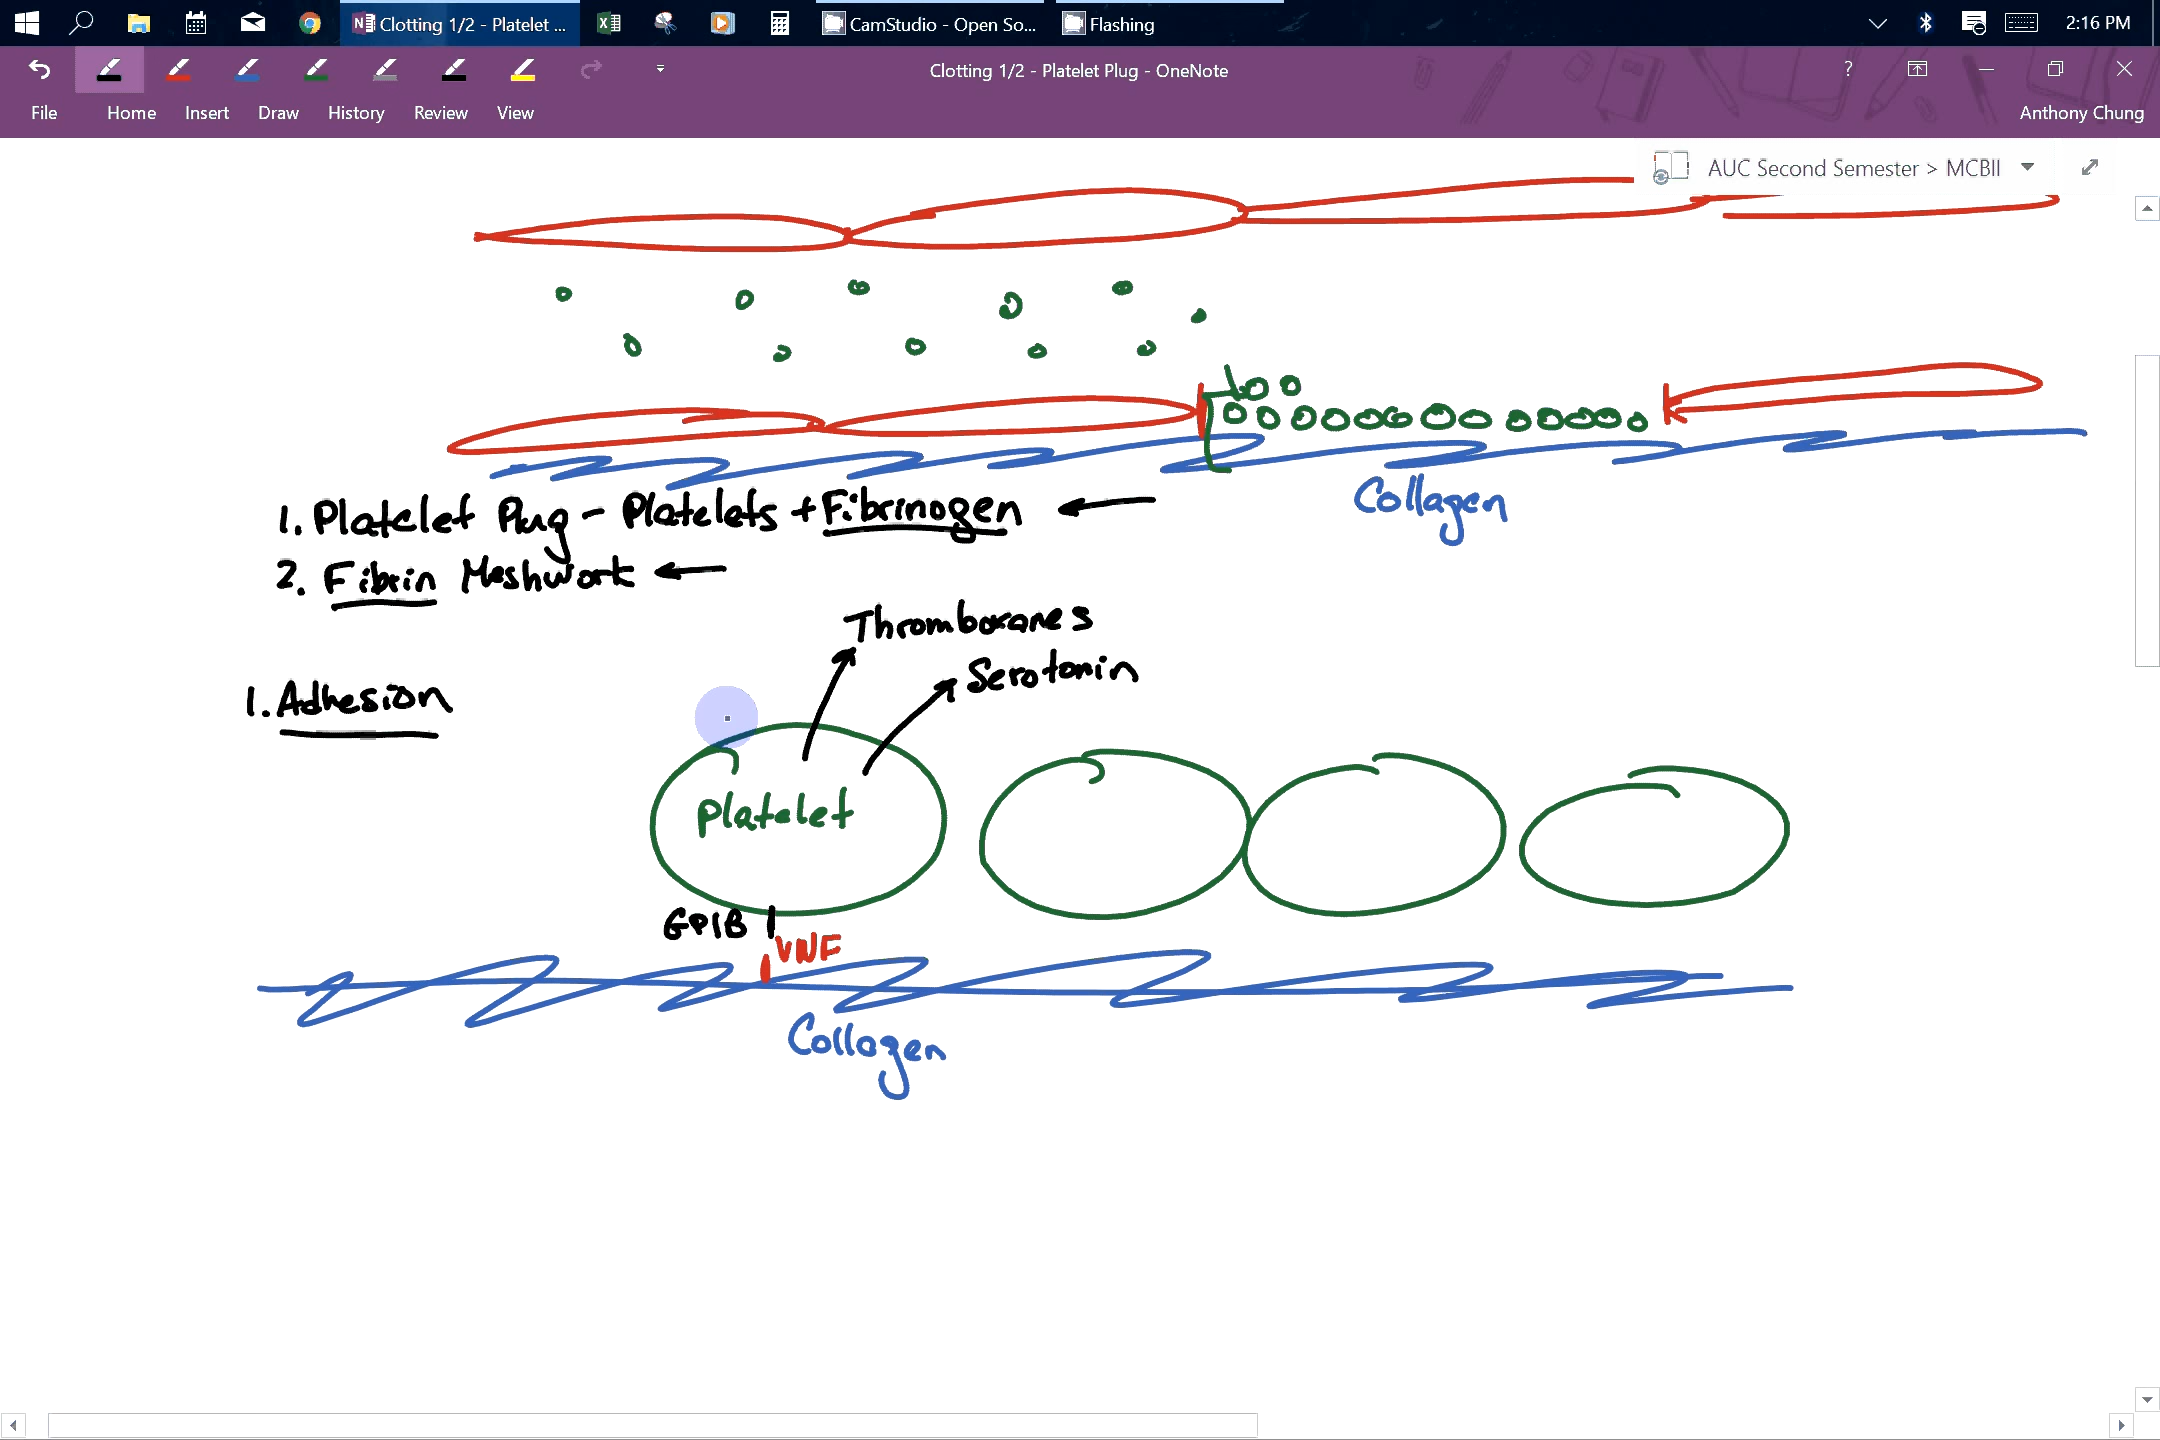 Clotting 1/2 - Platelet ...
CamStudio - Open So...
Flashing
2:16 PM
Clotting 1/2 - Platelet Plug - OneNote
?
File Home Insert Draw History Review View
Anthony Chung
AUC Second Semester > MCBII
Collagen
1. Platelet Plug - Platelets + Fibrinogen
2. Fibrin Meshwork
Thromboxanes
Serotonin
1. Adhesion
Platelet
GPIB
VWF
Collagen